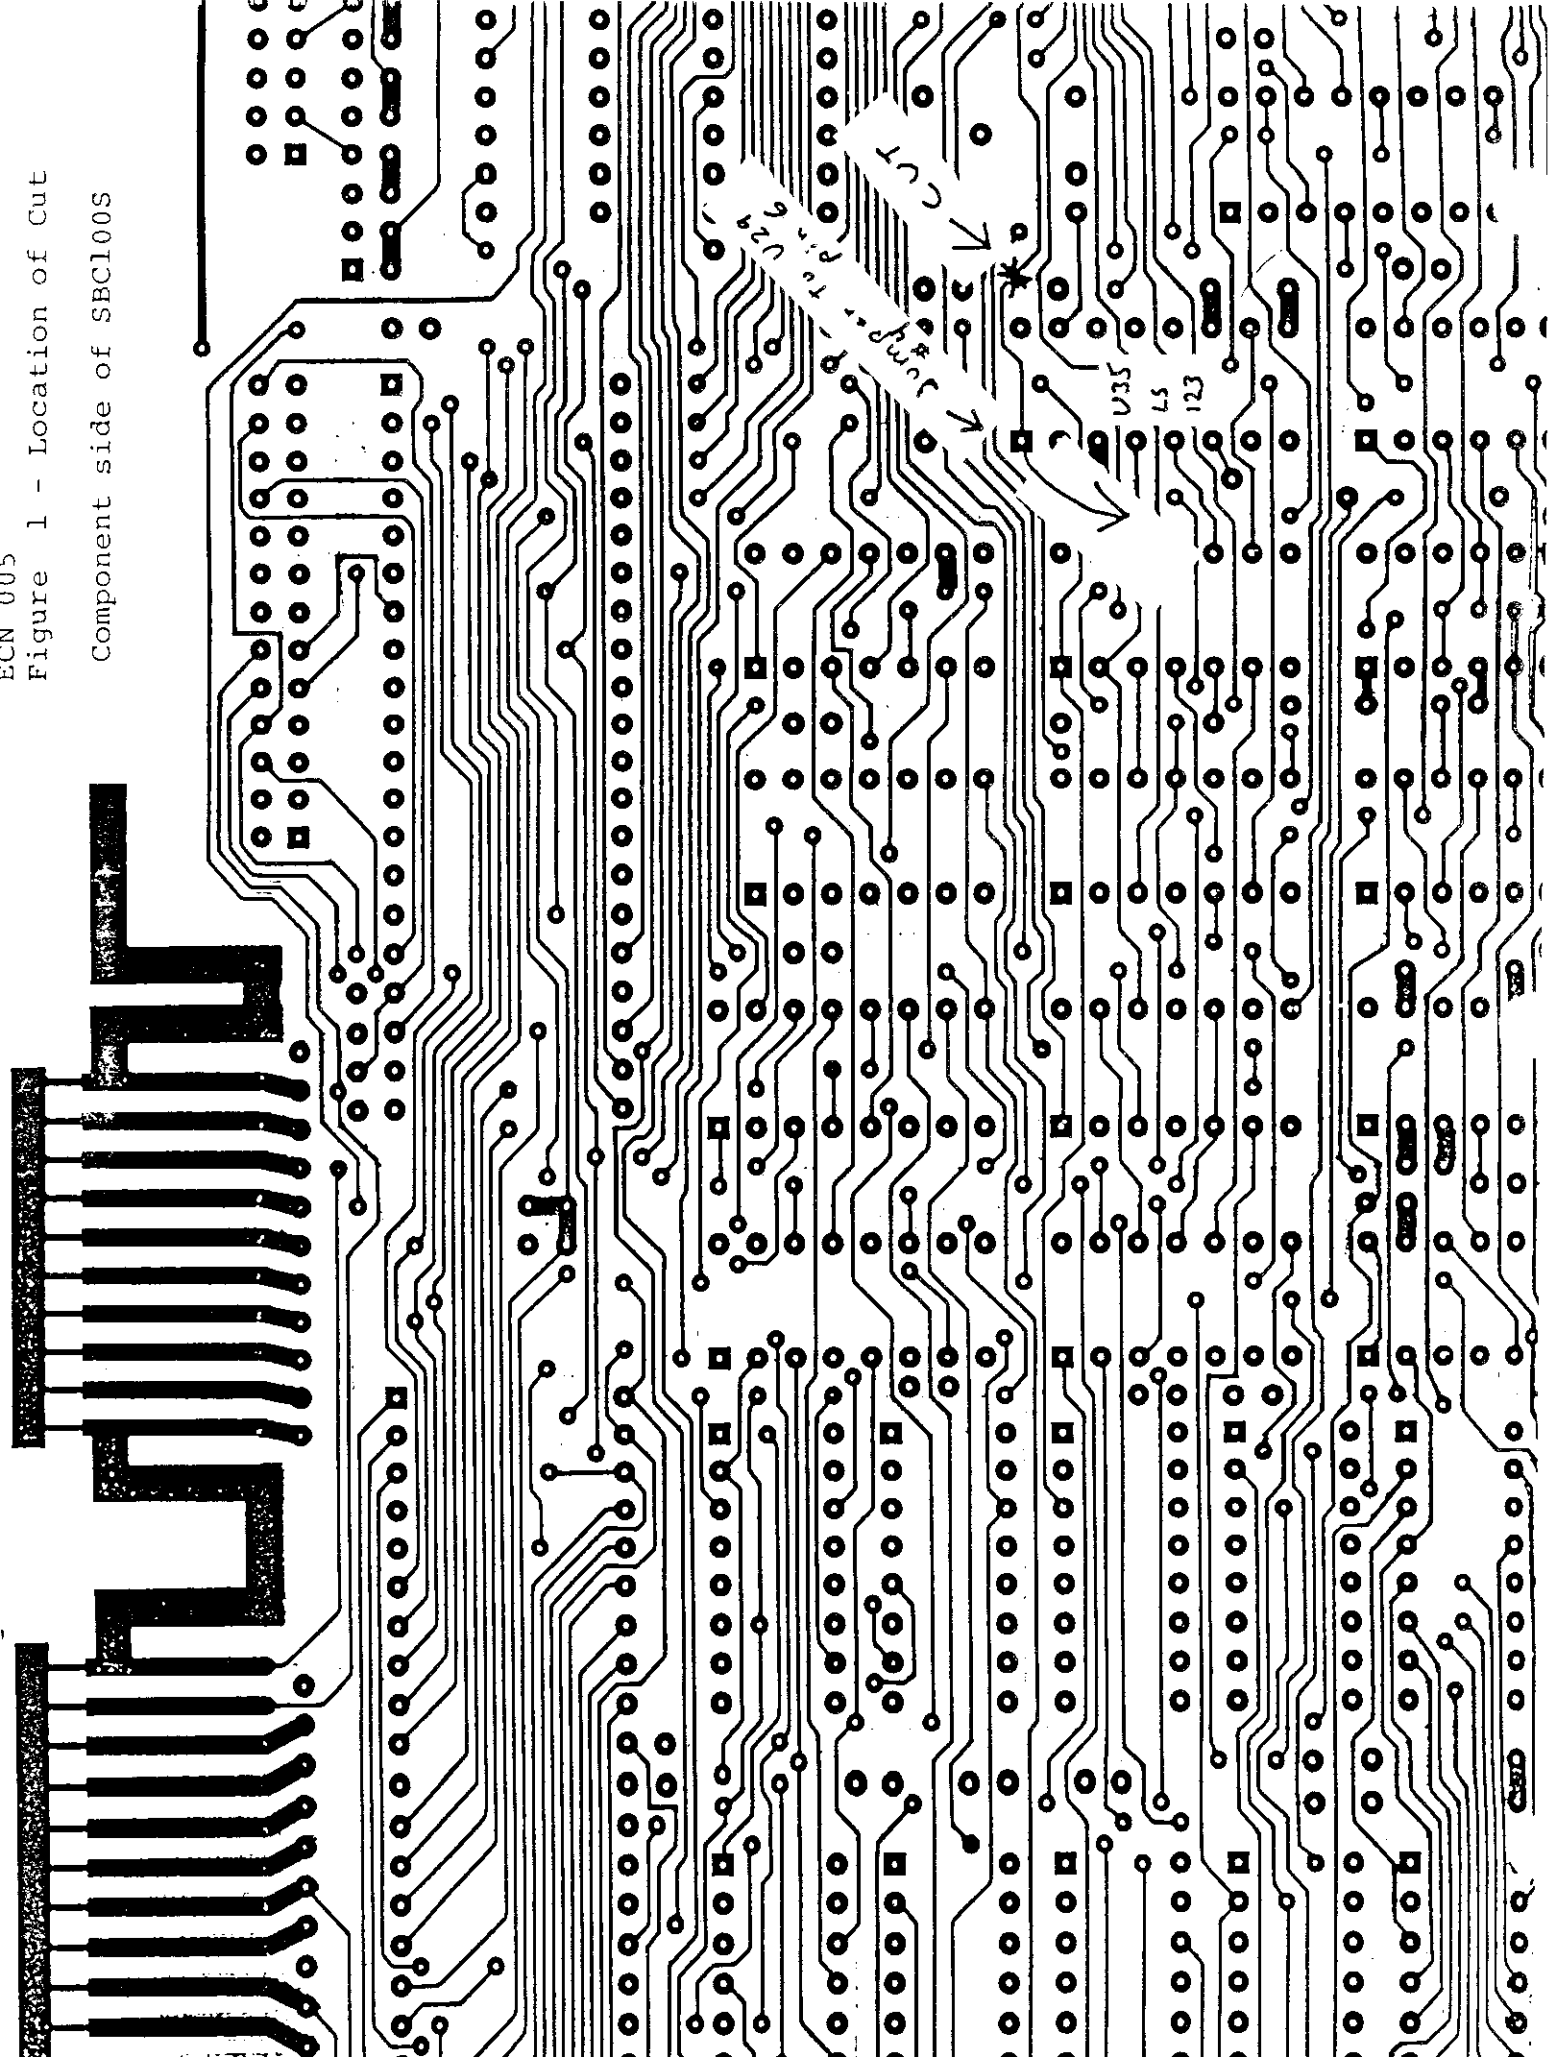 ECN 005
Figure 1 - Location of Cut
Component side of SBC100S
CUT
Jumper To
U29
pin 6
U35
LS
123